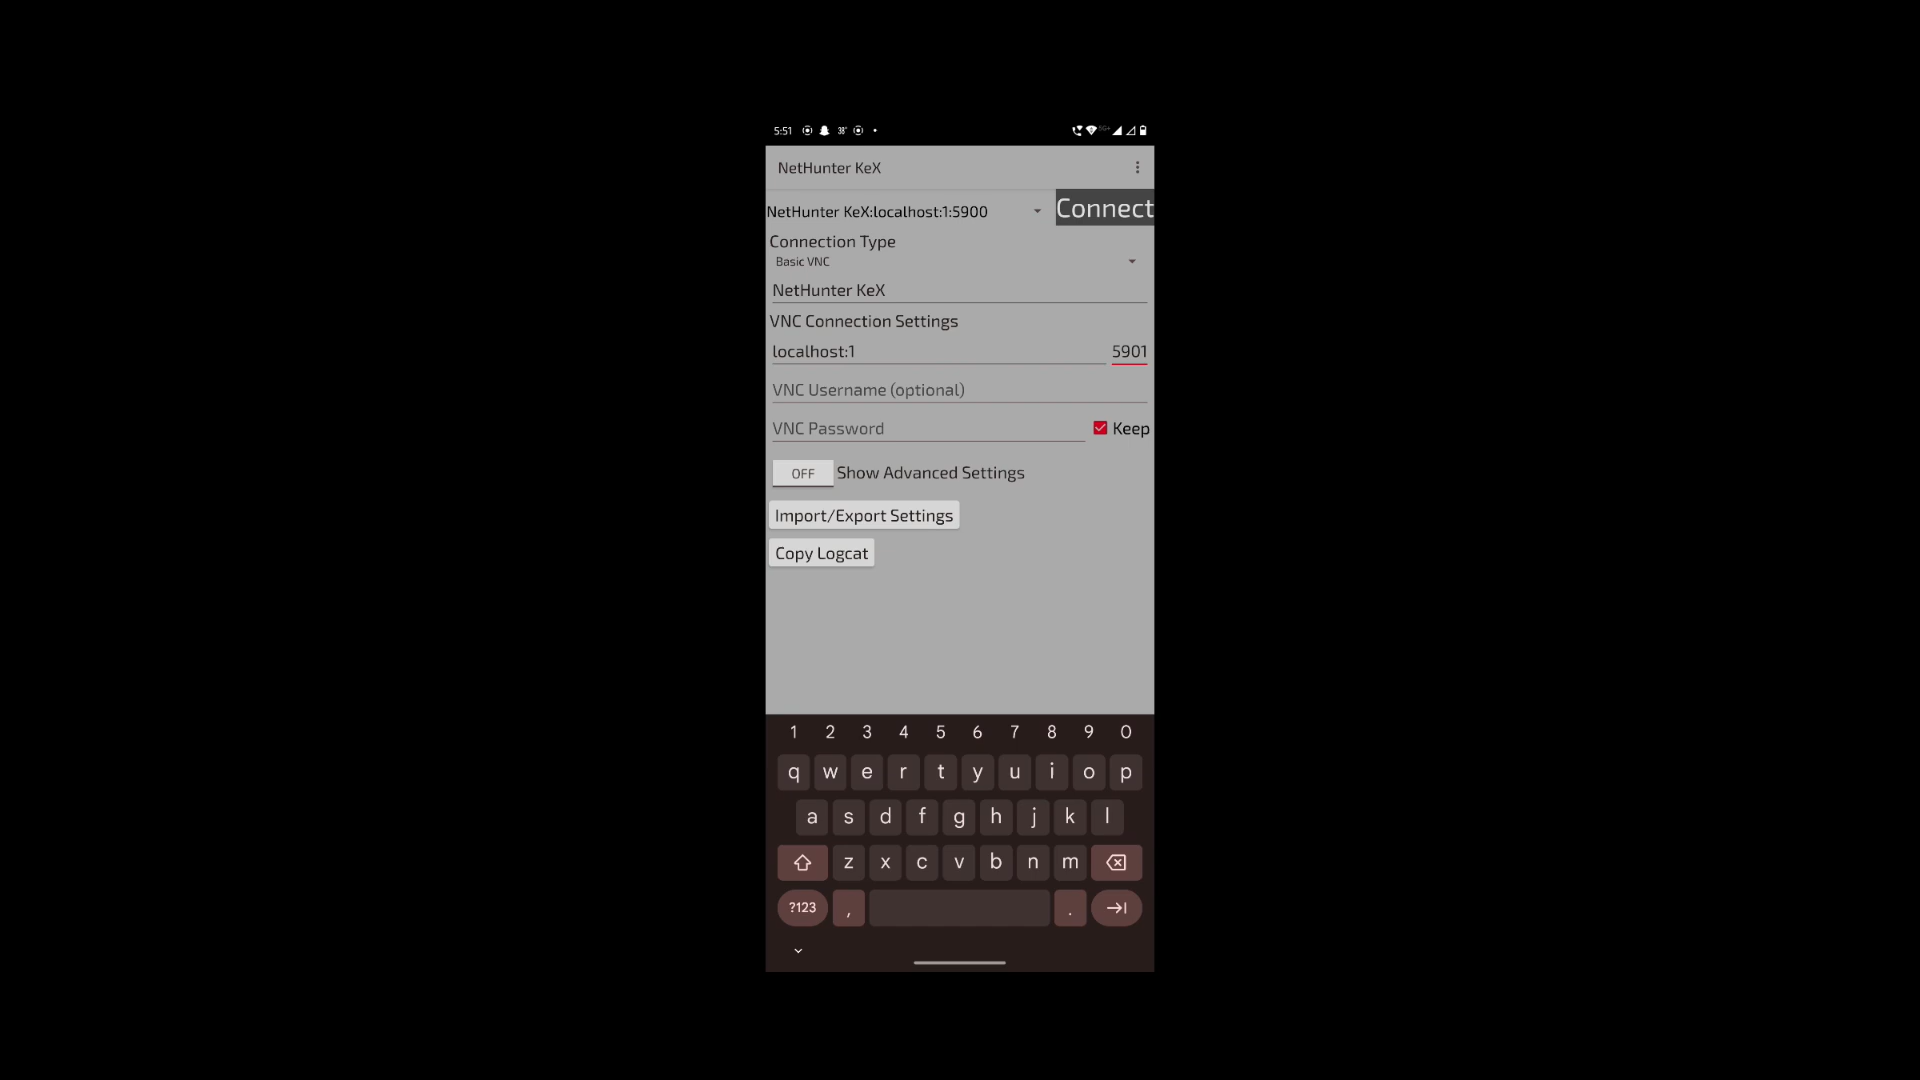 5:51 38°
NetHunter KeX
NetHunter KeX:localhost:1:5900
Connect
Connection Type
Basic VNC
NetHunter KeX
VNC Connection Settings
localhost:1 5901
VNC Username (optional)
VNC Password Keep
OFF Show Advanced Settings
Import/Export Settings
Copy Logcat
1 2 3 4 5 6 7 8 9 0
q w e r t y u i o p
a s d f g h j k l
z x c v b n m
?123 , .